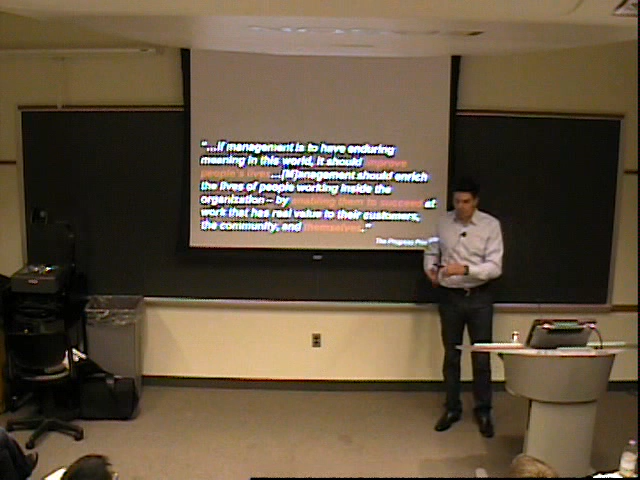 "...If management is to have enduring
meaning in this world, it should improve
people's lives...[M]anagement should enrich
the lives of people working inside the
organization – by enabling them to succeed at
work that has real value to their customers,
the community, and themselves."
The Progress